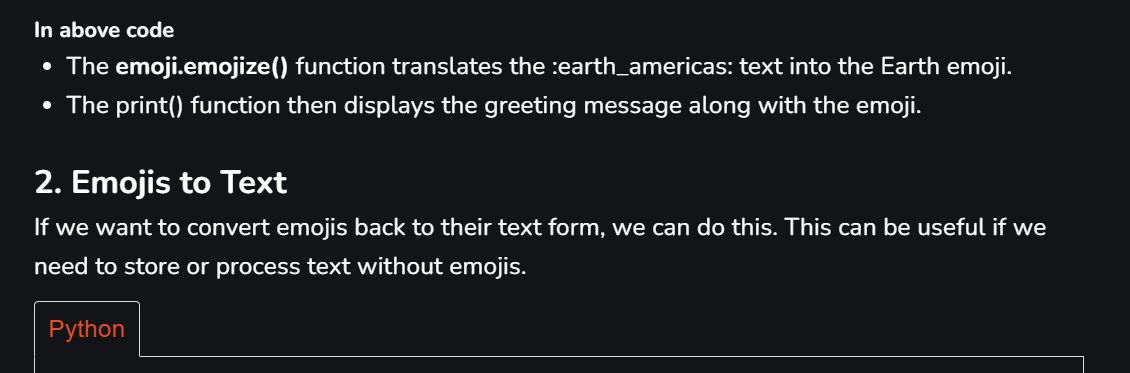 In above code
• The emoji.emojize() function translates the :earth_americas: text into the Earth emoji.
• The print() function then displays the greeting message along with the emoji.
2. Emojis to Text
If we want to convert emojis back to their text form, we can do this. This can be useful if we
need to store or process text without emojis.
Python